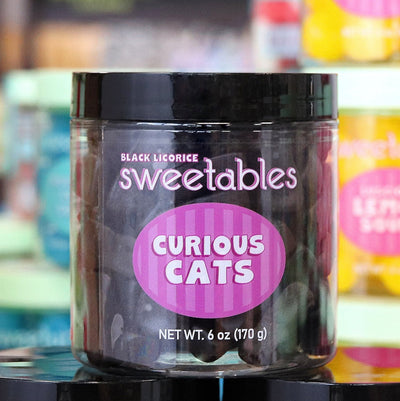 BLACK LICORICE
sweetables
CURIOUS
CATS
NET WT. 6 oz (170 g)